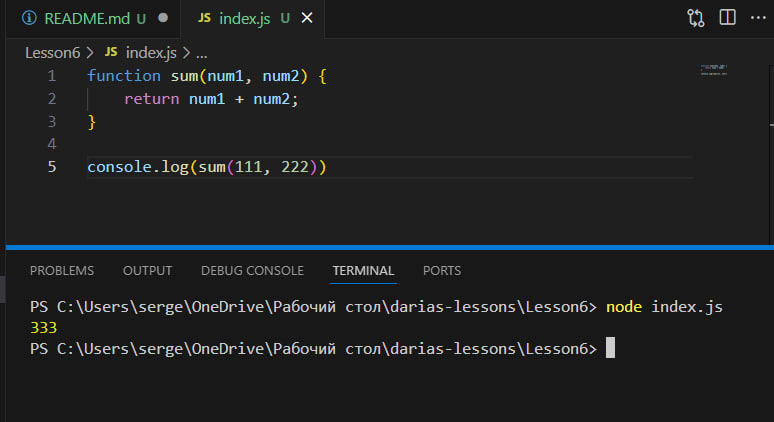 README.md U
JS index.js U
Lesson6 > JS index.js > ...
1 function sum(num1, num2) {
2 return num1 + num2;
3 }
4
5 console.log(sum(111, 222))
PROBLEMS OUTPUT DEBUG CONSOLE TERMINAL PORTS
PS C:\Users\serge\OneDrive\Рабочий стол\darias-lessons\Lesson6> node index.js
333
PS C:\Users\serge\OneDrive\Рабочий стол\darias-lessons\Lesson6>